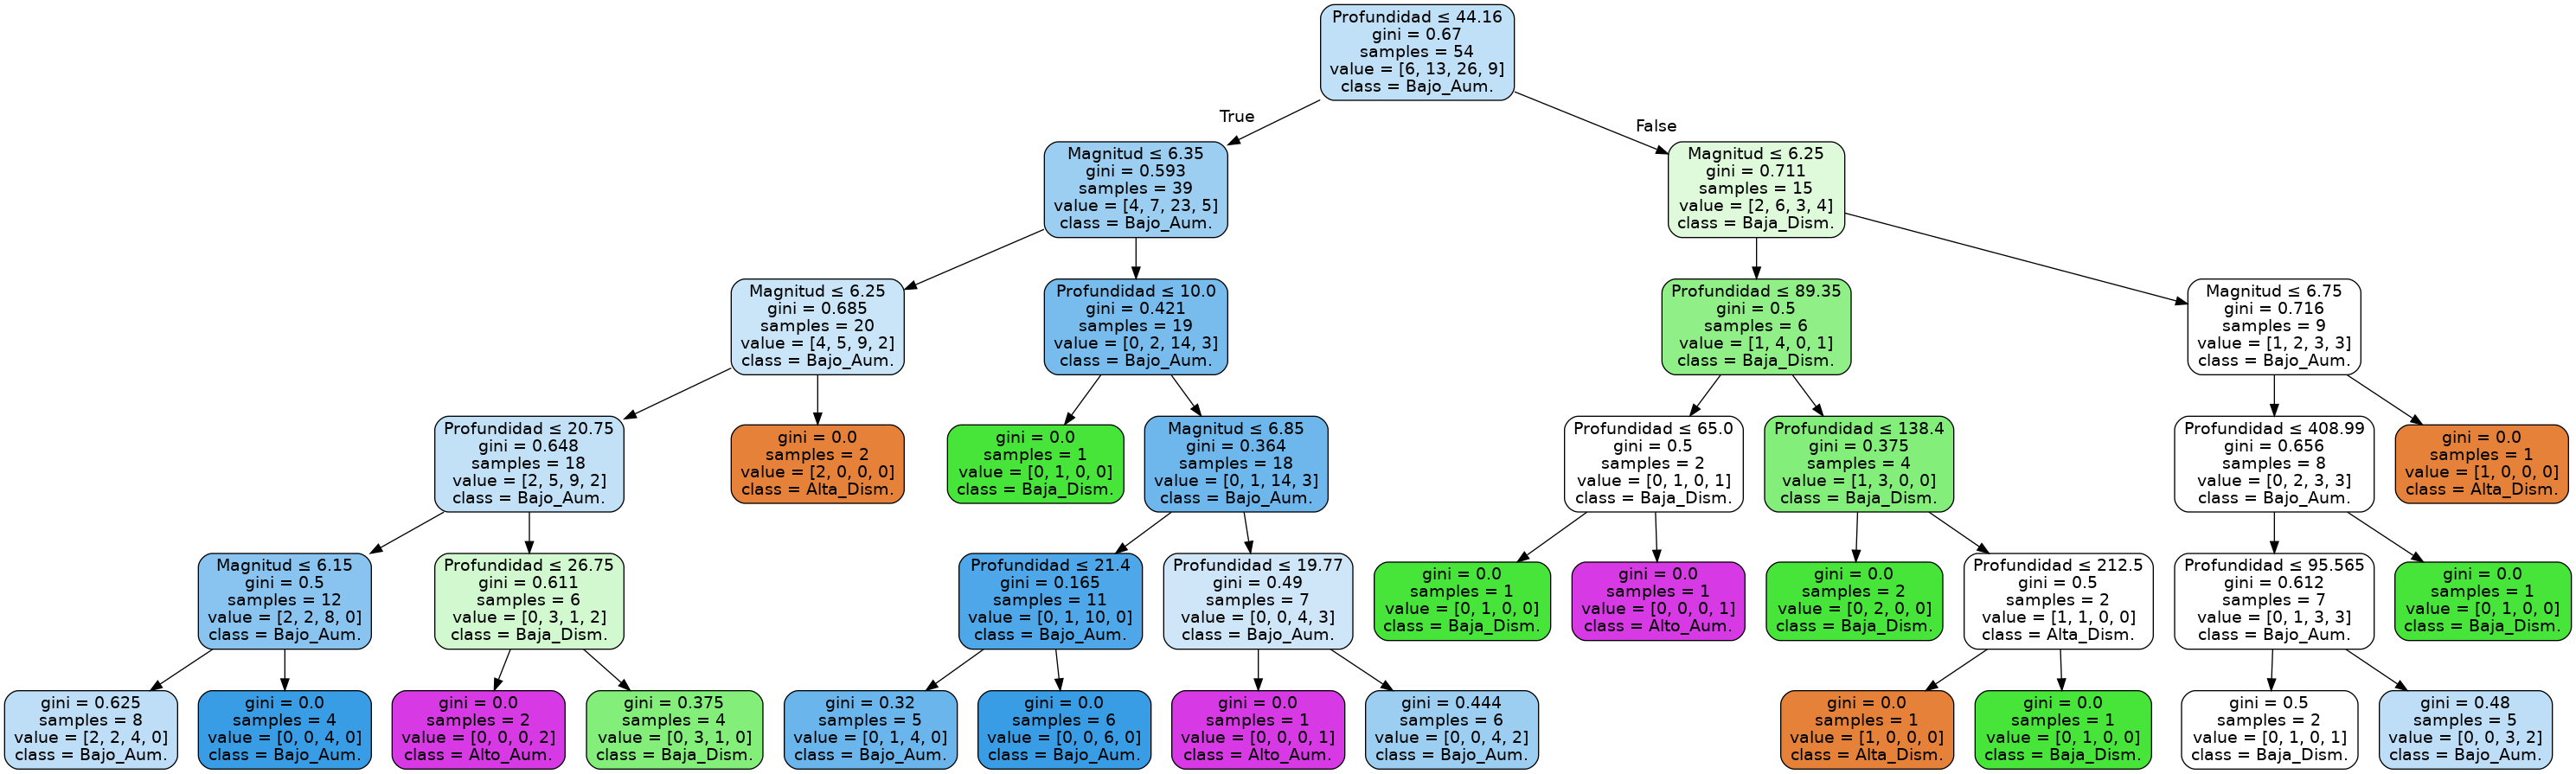 Profundidad ≤ 44.16
gini = 0.67
samples = 54
value = [6, 13, 26, 9]
class = Bajo_Aum.
True
False
Magnitud ≤ 6.35
gini = 0.593
samples = 39
value = [4, 7, 23, 5]
class = Bajo_Aum.
Magnitud ≤ 6.25
gini = 0.711
samples = 15
value = [2, 6, 3, 4]
class = Baja_Dism.
Magnitud ≤ 6.25
gini = 0.685
samples = 20
value = [4, 5, 9, 2]
class = Bajo_Aum.
Profundidad ≤ 10.0
gini = 0.421
samples = 19
value = [0, 2, 14, 3]
class = Bajo_Aum.
Profundidad ≤ 89.35
gini = 0.5
samples = 6
value = [1, 4, 0, 1]
class = Baja_Dism.
Magnitud ≤ 6.75
gini = 0.716
samples = 9
value = [1, 2, 3, 3]
class = Bajo_Aum.
Profundidad ≤ 20.75
gini = 0.648
samples = 18
value = [2, 5, 9, 2]
class = Bajo_Aum.
gini = 0.0
samples = 2
value = [2, 0, 0, 0]
class = Alta_Dism.
gini = 0.0
samples = 1
value = [0, 1, 0, 0]
class = Baja_Dism.
Magnitud ≤ 6.85
gini = 0.364
samples = 18
value = [0, 1, 14, 3]
class = Bajo_Aum.
Profundidad ≤ 65.0
gini = 0.5
samples = 2
value = [0, 1, 0, 1]
class = Baja_Dism.
Profundidad ≤ 138.4
gini = 0.375
samples = 4
value = [1, 3, 0, 0]
class = Baja_Dism.
Profundidad ≤ 408.99
gini = 0.656
samples = 8
value = [0, 2, 3, 3]
class = Bajo_Aum.
gini = 0.0
samples = 1
value = [1, 0, 0, 0]
class = Alta_Dism.
Magnitud ≤ 6.15
gini = 0.5
samples = 12
value = [2, 2, 8, 0]
class = Bajo_Aum.
Profundidad ≤ 26.75
gini = 0.611
samples = 6
value = [0, 3, 1, 2]
class = Baja_Dism.
Profundidad ≤ 21.4
gini = 0.165
samples = 11
value = [0, 1, 10, 0]
class = Bajo_Aum.
Profundidad ≤ 19.77
gini = 0.49
samples = 7
value = [0, 0, 4, 3]
class = Bajo_Aum.
gini = 0.0
samples = 1
value = [0, 1, 0, 0]
class = Baja_Dism.
gini = 0.0
samples = 1
value = [0, 0, 0, 1]
class = Alto_Aum.
gini = 0.0
samples = 2
value = [0, 2, 0, 0]
class = Baja_Dism.
Profundidad ≤ 212.5
gini = 0.5
samples = 2
value = [1, 1, 0, 0]
class = Alta_Dism.
Profundidad ≤ 95.565
gini = 0.612
samples = 7
value = [0, 1, 3, 3]
class = Bajo_Aum.
gini = 0.0
samples = 1
value = [0, 1, 0, 0]
class = Baja_Dism.
gini = 0.625
samples = 8
value = [2, 2, 4, 0]
class = Bajo_Aum.
gini = 0.0
samples = 4
value = [0, 0, 4, 0]
class = Bajo_Aum.
gini = 0.0
samples = 2
value = [0, 0, 0, 2]
class = Alto_Aum.
gini = 0.375
samples = 4
value = [0, 3, 1, 0]
class = Baja_Dism.
gini = 0.32
samples = 5
value = [0, 1, 4, 0]
class = Bajo_Aum.
gini = 0.0
samples = 6
value = [0, 0, 6, 0]
class = Bajo_Aum.
gini = 0.0
samples = 1
value = [0, 0, 0, 1]
class = Alto_Aum.
gini = 0.444
samples = 6
value = [0, 0, 4, 2]
class = Bajo_Aum.
gini = 0.0
samples = 1
value = [1, 0, 0, 0]
class = Alta_Dism.
gini = 0.0
samples = 1
value = [0, 1, 0, 0]
class = Baja_Dism.
gini = 0.5
samples = 2
value = [0, 1, 0, 1]
class = Baja_Dism.
gini = 0.48
samples = 5
value = [0, 0, 3, 2]
class = Bajo_Aum.